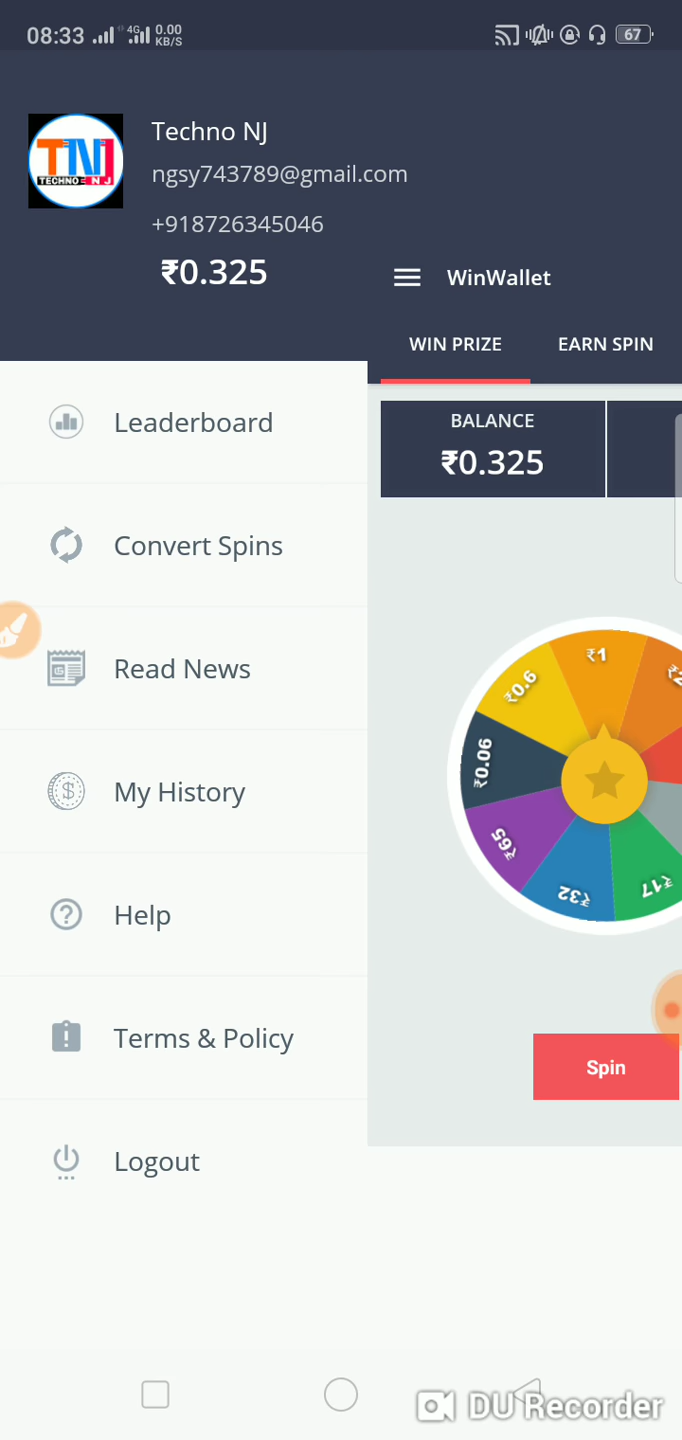 08:33 4G 0.00 KB/S 67
TNJ
TECHNO NJ
Techno NJ
ngsy743789@gmail.com
+918726345046
₹0.325
WinWallet
WIN PRIZE EARN SPIN
BALANCE
₹0.325
Leaderboard
Convert Spins
Read News
My History
Help
Terms & Policy
Logout
₹1
₹0.6
₹0.06
₹65
₹32
₹17
Spin
DU Recorder